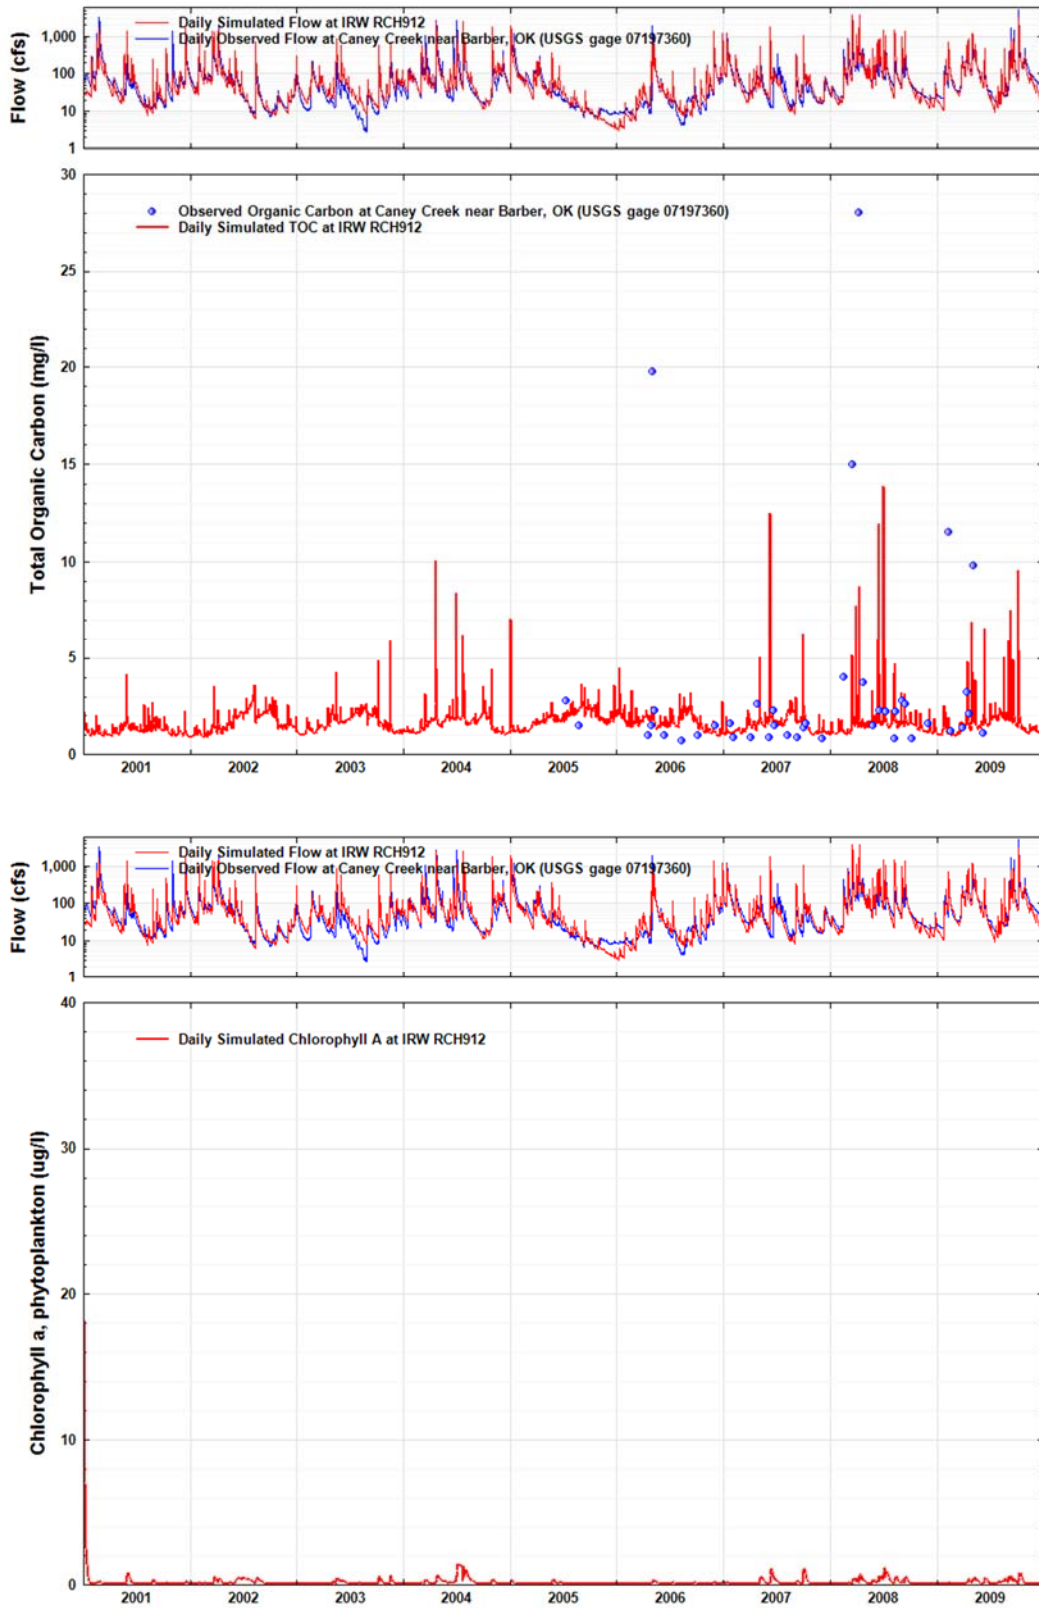 Daily Simulated Flow at IRW RCH912
Daily Observed Flow at Caney Creek near Barber, OK (USGS gage 07197360)
Flow (cfs)
1,000
100
10
1
30
Observed Organic Carbon at Caney Creek near Barber, OK (USGS gage 07197360)
Daily Simulated TOC at IRW RCH912
25
20
15
10
5
0
Total Organic Carbon (mg/l)
2001 2002 2003 2004 2005 2006 2007 2008 2009
Daily Simulated Flow at IRW RCH912
Daily Observed Flow at Caney Creek near Barber, OK (USGS gage 07197360)
Flow (cfs)
1,000
100
10
1
40
Daily Simulated Chlorophyll A at IRW RCH912
30
20
10
0
Chlorophyll a, phytoplankton (ug/l)
2001 2002 2003 2004 2005 2006 2007 2008 2009